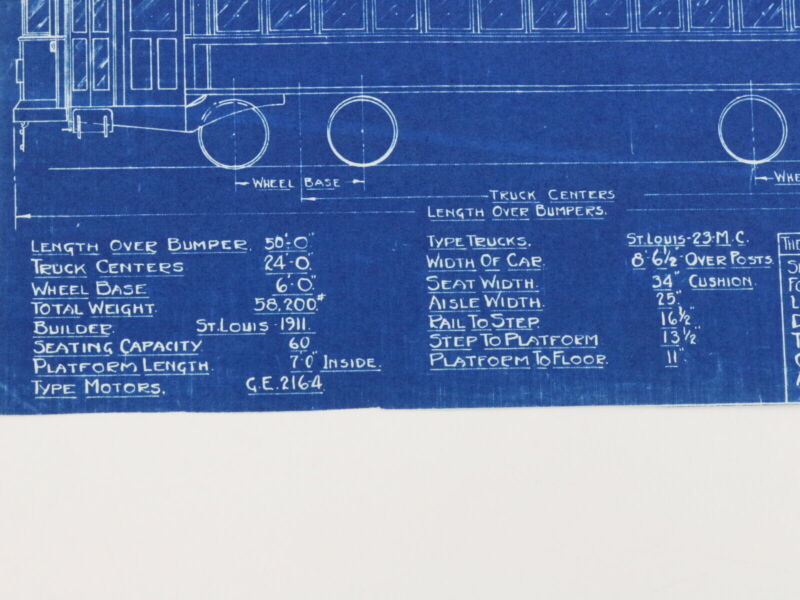 WHEEL BASE
TRUCK CENTERS
LENGTH OVER BUMPERS.
LENGTH OVER BUMPER. 50'-0"
TRUCK CENTERS 24'-0"
WHEEL BASE 6'-0"
TOTAL WEIGHT. 58,200#
BUILDER. ST. LOUIS - 1911.
SEATING CAPACITY 60
PLATFORM LENGTH. 7'0" INSIDE.
TYPE MOTORS. G.E. 216A
TYPE TRUCKS. ST. LOUIS-23-M.C.
WIDTH OF CAR. 8'6½" OVER POSTS.
SEAT WIDTH. 34" CUSHION.
AISLE WIDTH. 25"
RAIL TO STEP 16½"
STEP TO PLATFORM 13½"
PLATFORM TO FLOOR. 11"